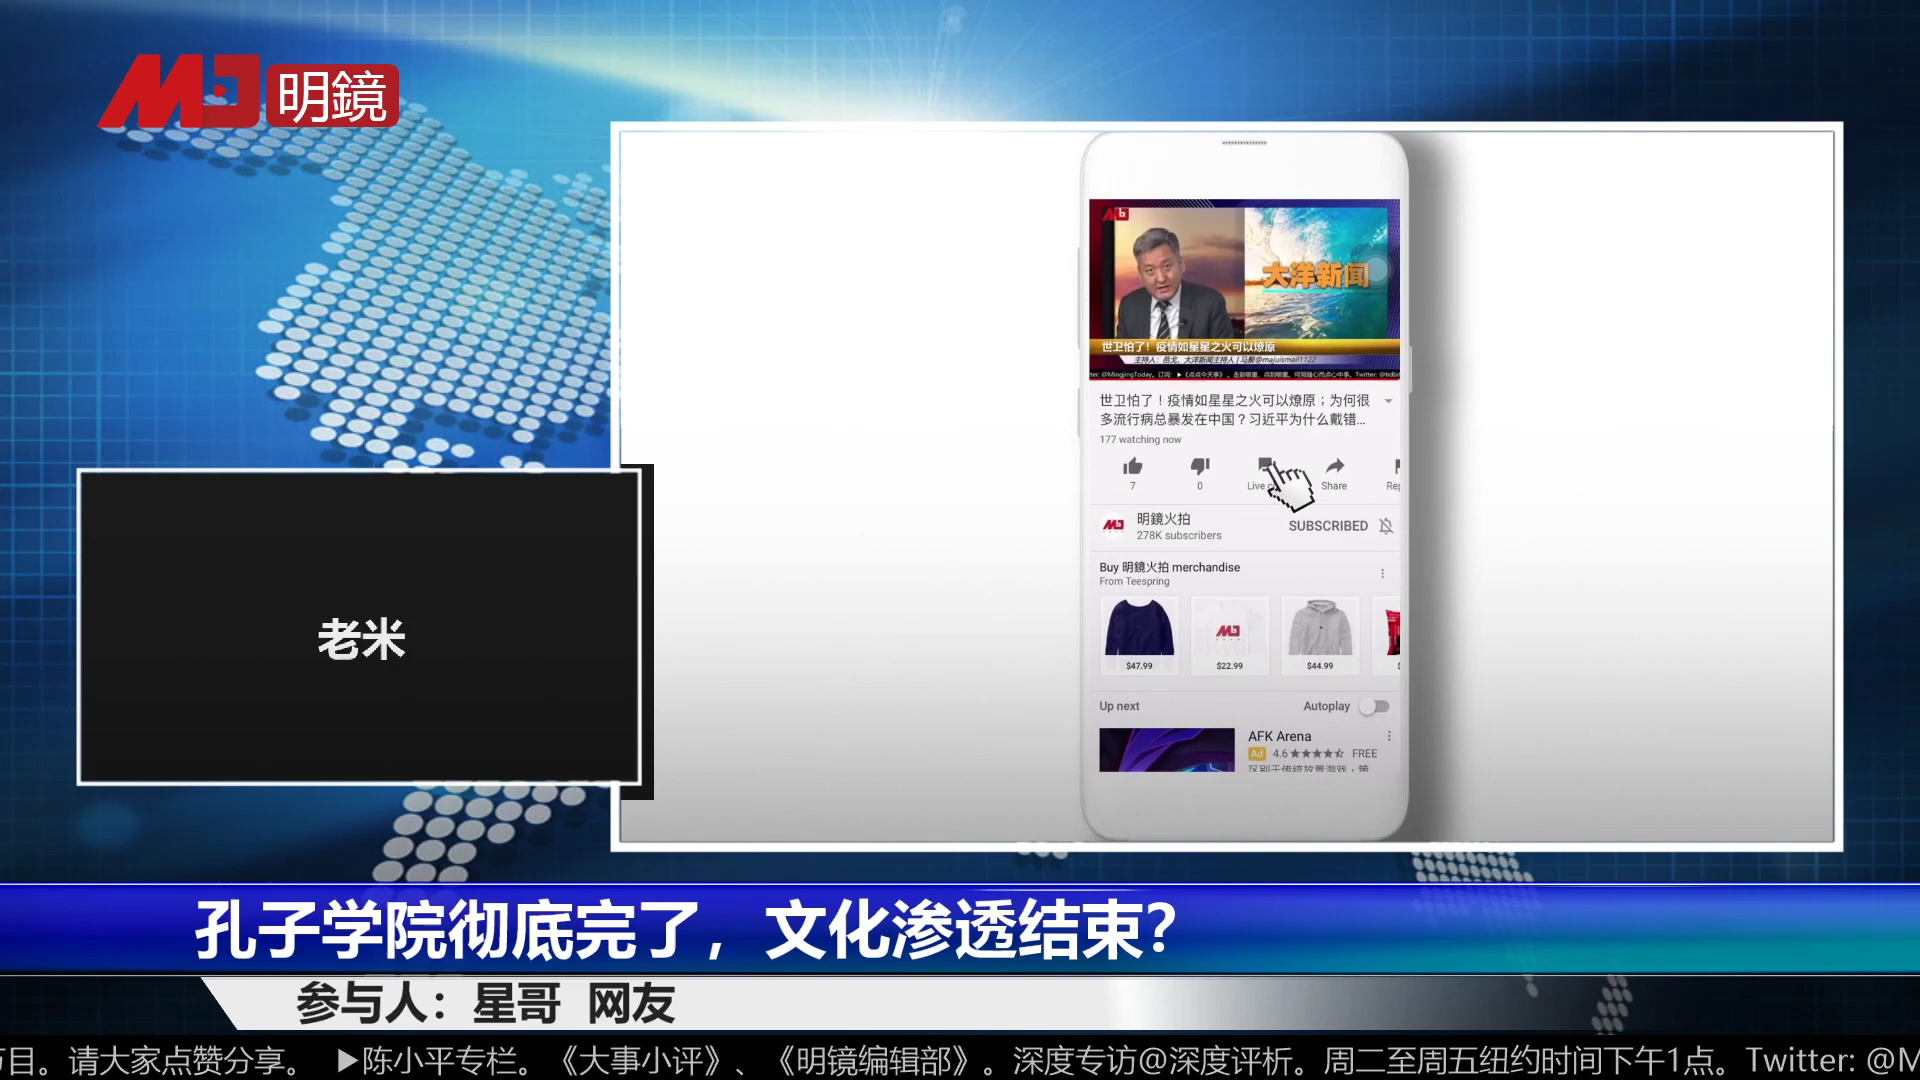 明鏡
老米
大洋新闻
世卫怕了！疫情如星星之火可以燎原
世卫怕了！疫情如星星之火可以燎原；为何很
多流行病总暴发在中国？习近平为什么戴错...
177 watching now
7
0
Live
Share
明鏡火拍
278K subscribers
SUBSCRIBED
Buy 明鏡火拍 merchandise
From Teespring
$47.99
$22.99
$44.99
Up next
Autoplay
AFK Arena
Ad 4.6 FREE
孔子学院彻底完了，文化渗透结束？
参与人：星哥 网友
节目。请大家点赞分享。 ▶陈小平专栏。《大事小评》、《明镜编辑部》。深度专访@深度评析。周二至周五纽约时间下午1点。Twitter: @M